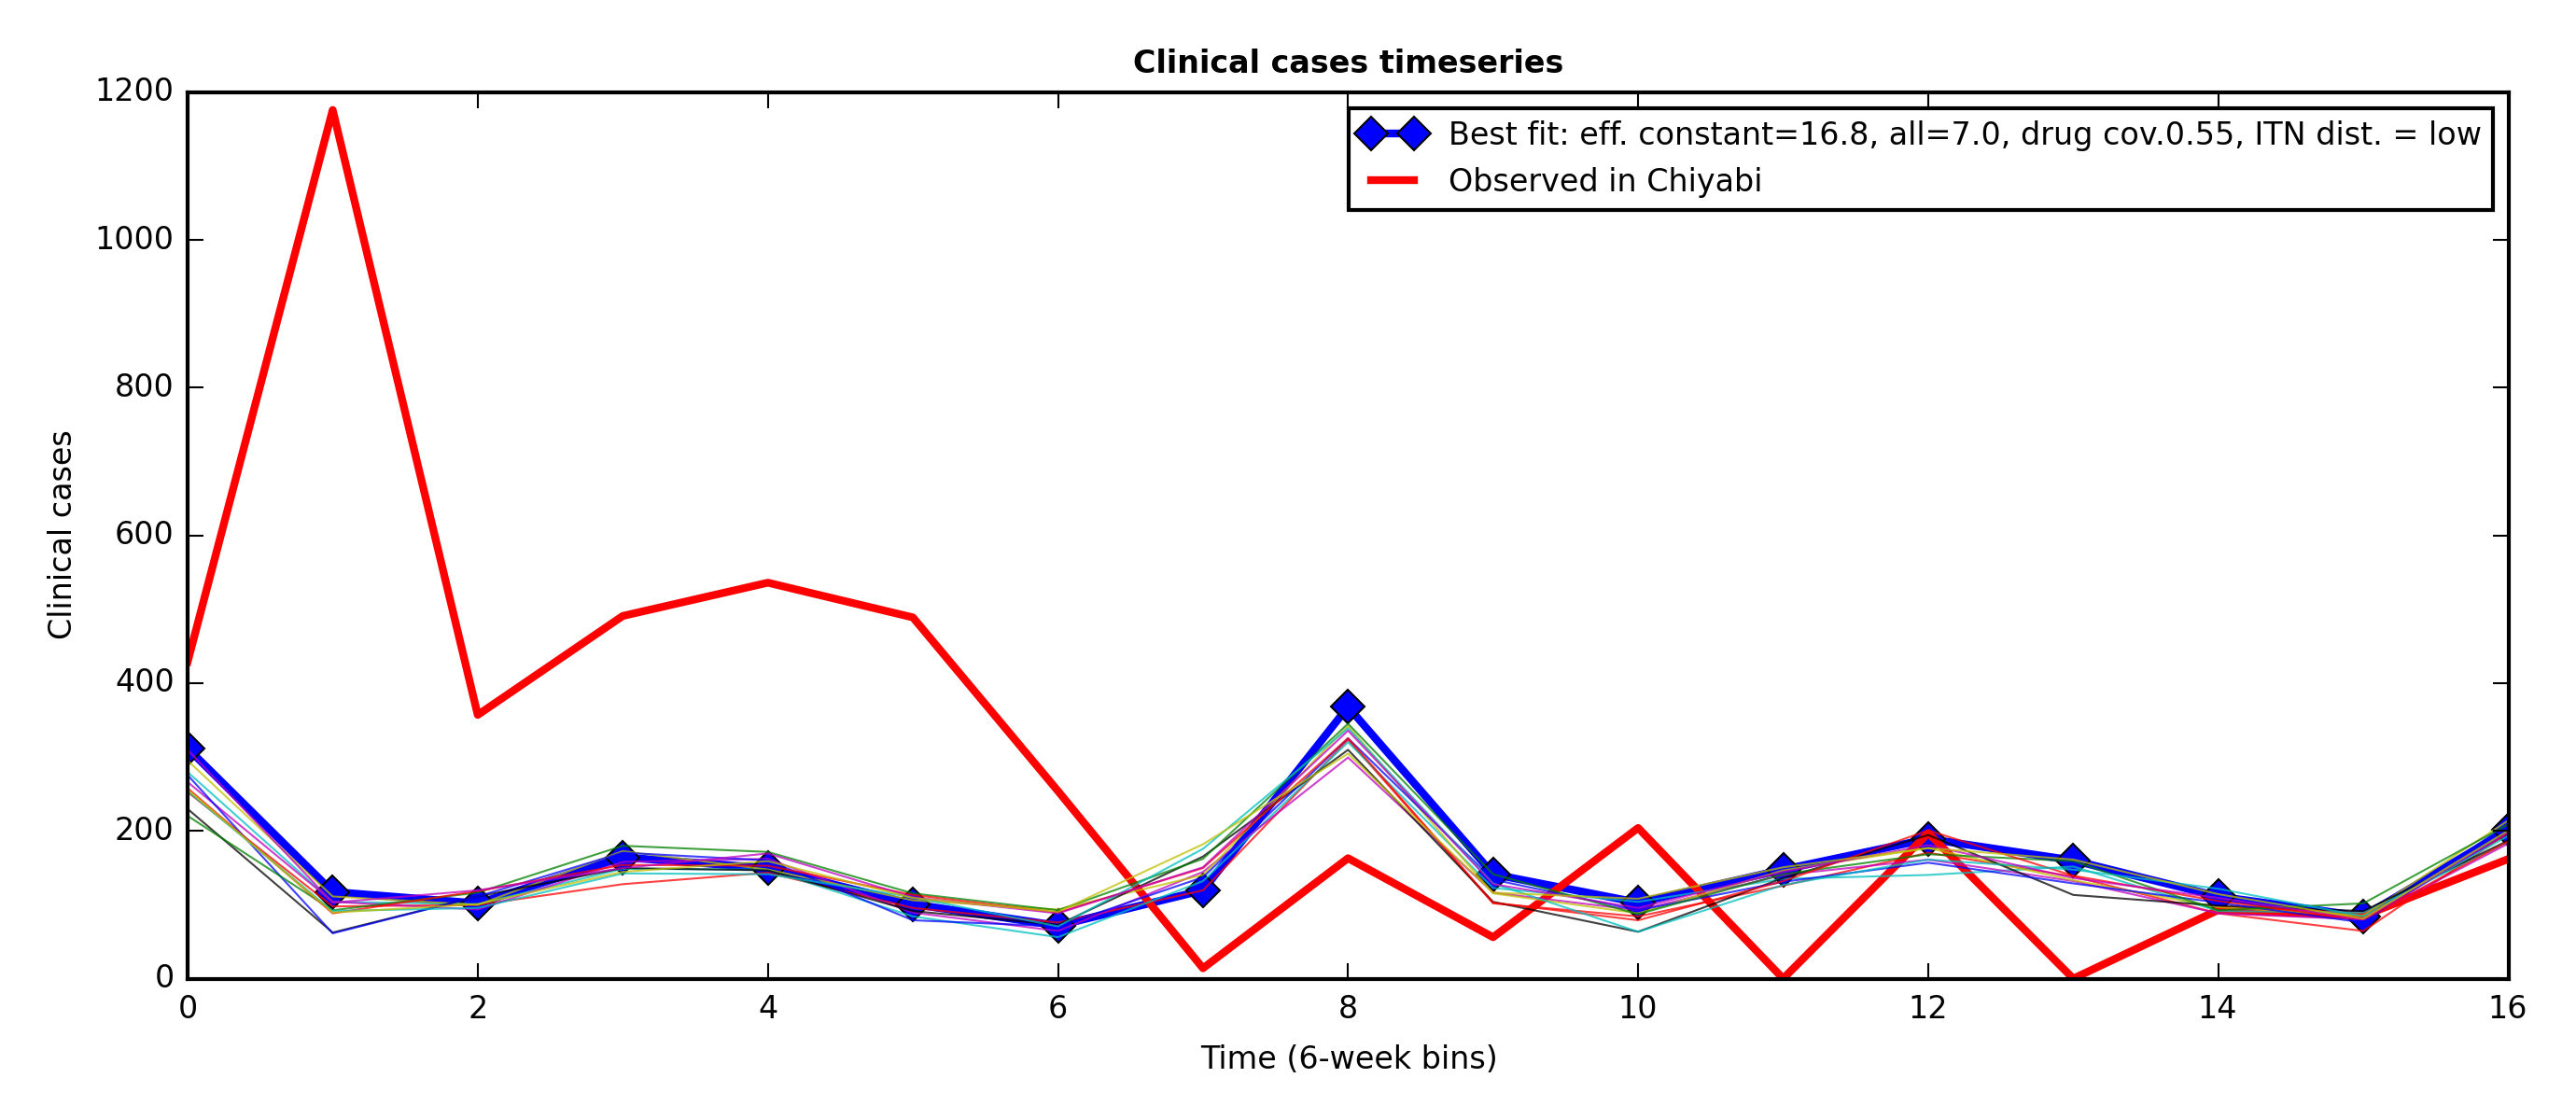 Clinical cases timeseries
1200
1000
800
600
400
200
0
Clinical cases
Best fit: eff. constant=16.8, all=7.0, drug cov.0.55, ITN dist. = low
Observed in Chiyabi
0 2 4 6 8 10 12 14 16
Time (6-week bins)